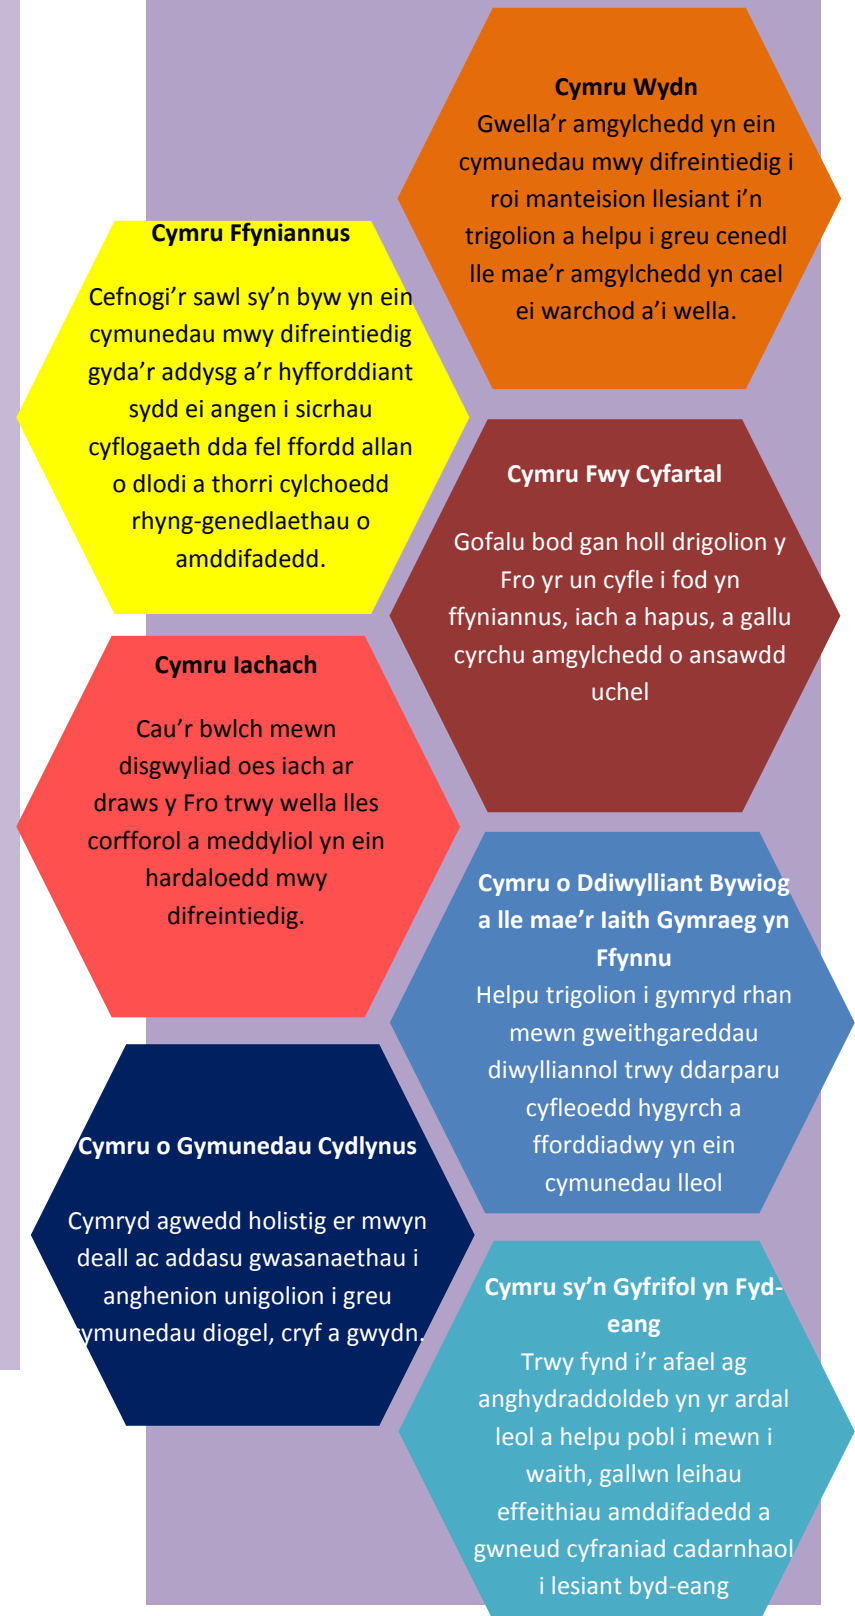 Cymru Wydn
Gwella'r amgylchedd yn ein
cymunedau mwy difreintiedig i
roi manteision llesiant i'n
trigolion a helpu i greu cenedl
lle mae'r amgylchedd yn cael
ei warchod a'i wella.
Cymru Ffyniannus
Cefnogi'r sawl sy'n byw yn ein
cymunedau mwy difreintiedig
gyda'r addysg a'r hyfforddiant
sydd ei angen i sicrhau
cyflogaeth dda fel ffordd allan
o dlodi a thorri cylchoedd
rhyng-genedlaethau o
amddifadedd.
Cymru Fwy Cyfartal
Gofalu bod gan holl drigolion y
Fro yr un cyfle i fod yn
ffyniannus, iach a hapus, a gallu
cyrchu amgylchedd o ansawdd
uchel
Cymru Iachach
Cau'r bwlch mewn
disgwyliad oes iach ar
draws y Fro trwy wella lles
corfforol a meddyliol yn ein
hardaloedd mwy
difreintiedig.
Cymru o Ddiwylliant Bywiog
a lle mae'r Iaith Gymraeg yn
Ffynnu
Helpu trigolion i gymryd rhan
mewn gweithgareddau
diwylliannol trwy ddarparu
cyfleoedd hygyrch a
fforddiadwy yn ein
cymunedau lleol
Cymru o Gymunedau Cydlynus
Cymryd agwedd holistig er mwyn
deall ac addasu gwasanaethau i
anghenion unigolion i greu
cymunedau diogel, cryf a gwydn.
Cymru sy'n Gyfrifol yn Fyd-
eang
Trwy fynd i'r afael ag
anghydraddoldeb yn yr ardal
leol a helpu pobl i mewn i
waith, gallwn leihau
effeithiau amddifadedd a
gwneud cyfraniad cadarnhaol
i lesiant byd-eang